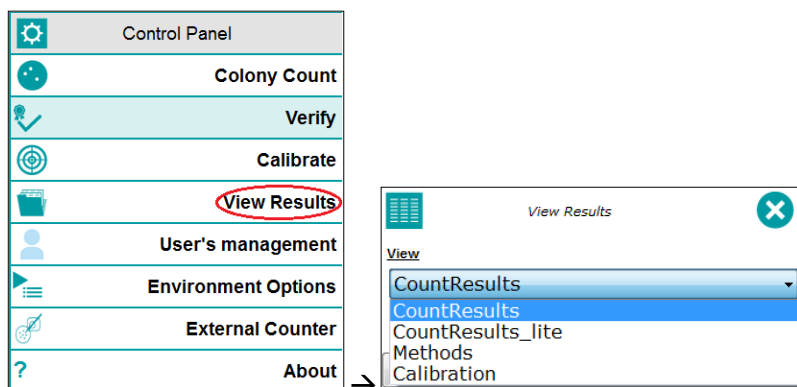 Control Panel
Colony Count
Verify
Calibrate
View Results
User's management
Environment Options
External Counter
? About
→
View Results
View
CountResults
CountResults
CountResults_lite
Methods
Calibration